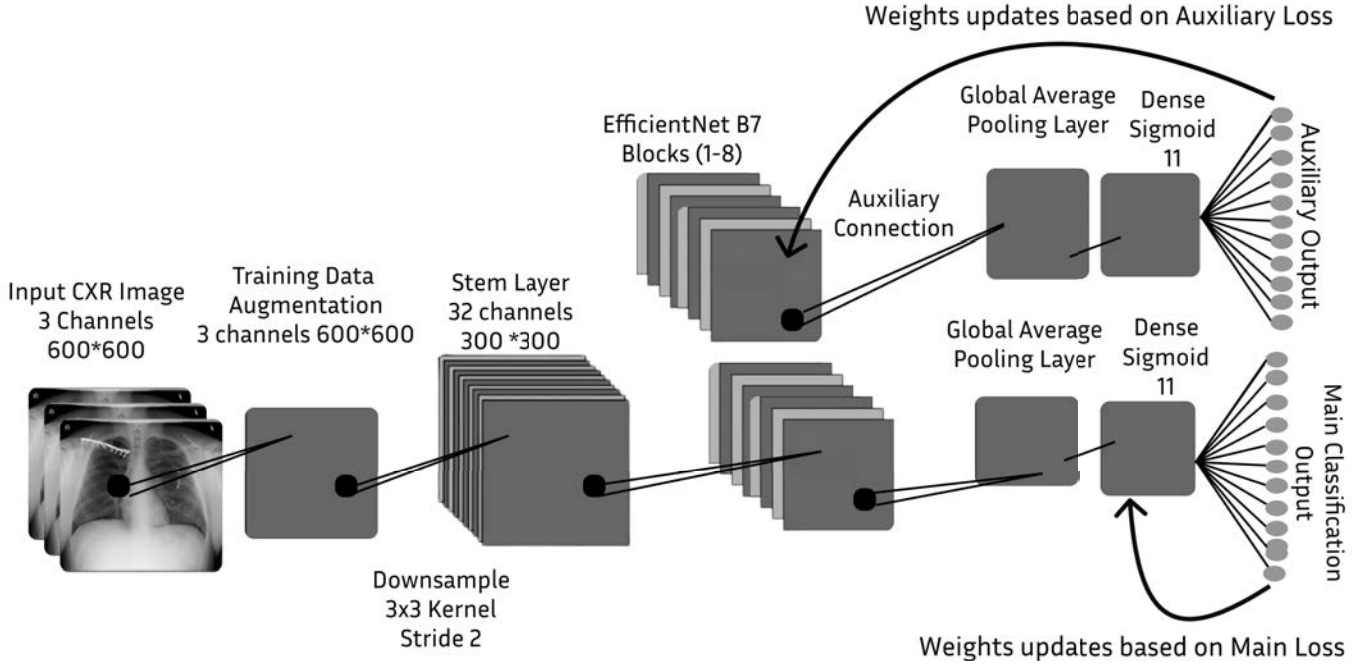 Weights updates based on Auxiliary Loss
EfficientNet B7
Blocks (1-8)
Auxiliary
Connection
Global Average
Pooling Layer
Dense
Sigmoid
11
Auxiliary Output
Input CXR Image
3 Channels
600*600
Training Data
Augmentation
3 channels 600*600
Stem Layer
32 channels
300 *300
Downsample
3x3 Kernel
Stride 2
Global Average
Pooling Layer
Dense
Sigmoid
11
Main Classification
Output
Weights updates based on Main Loss